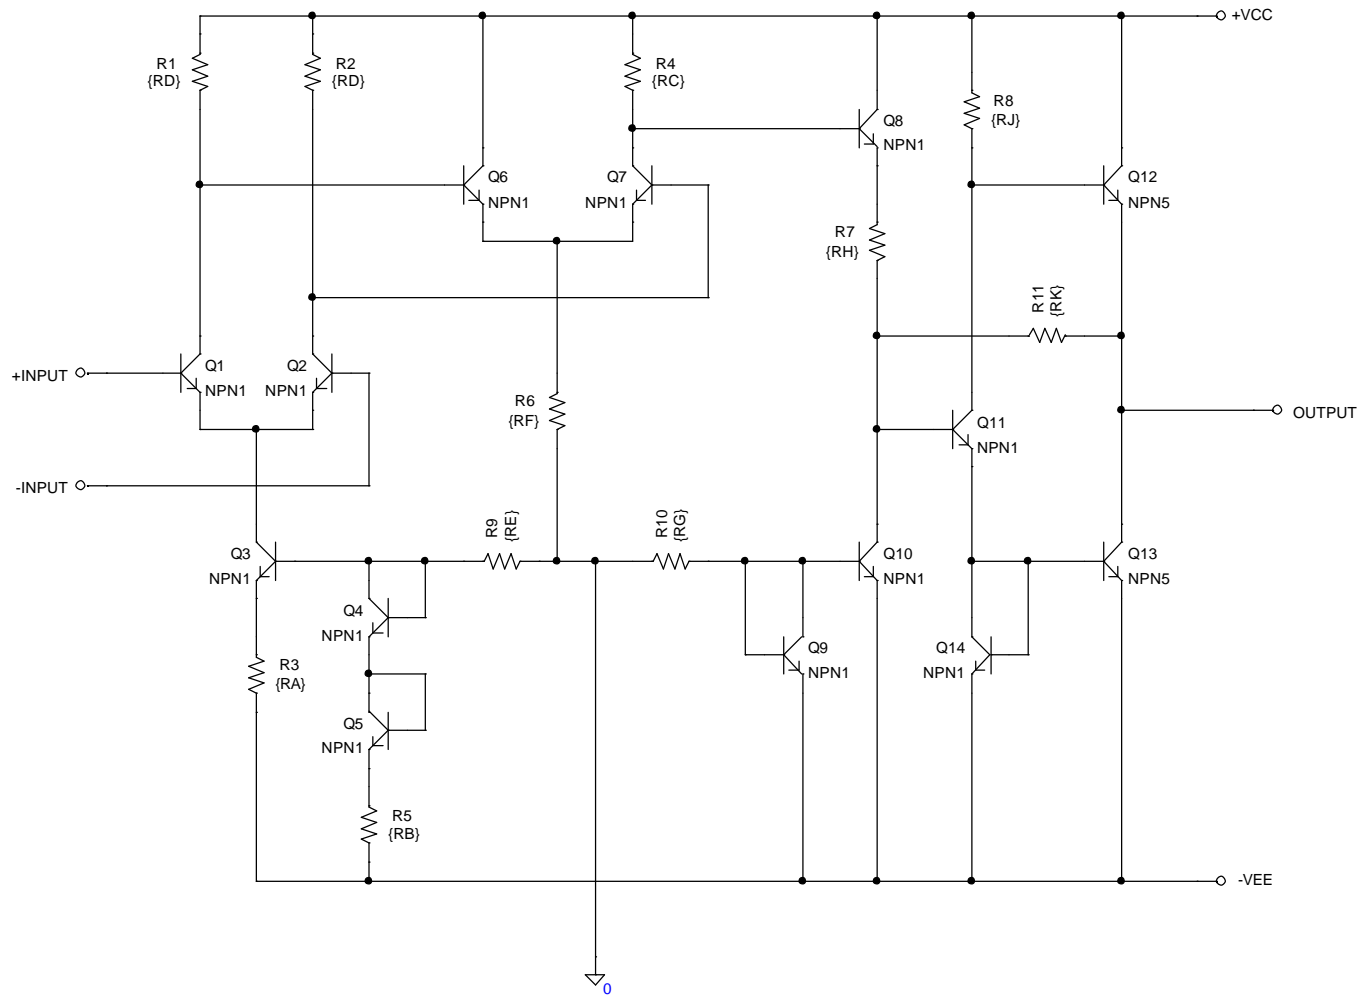 +VCC
R1
{RD}
R2
{RD}
R4
{RC}
R8
{RJ}
Q8
NPN1
Q6
NPN1
Q7
NPN1
Q12
NPN5
R7
{RH}
R11
{RK}
+INPUT
Q1
NPN1
Q2
NPN1
R6
{RF}
OUTPUT
Q11
NPN1
-INPUT
R9
{RE}
R10
{RG}
Q3
NPN1
Q10
NPN1
Q13
NPN5
Q4
NPN1
Q9
NPN1
Q14
NPN1
R3
{RA}
Q5
NPN1
R5
{RB}
-VEE
0